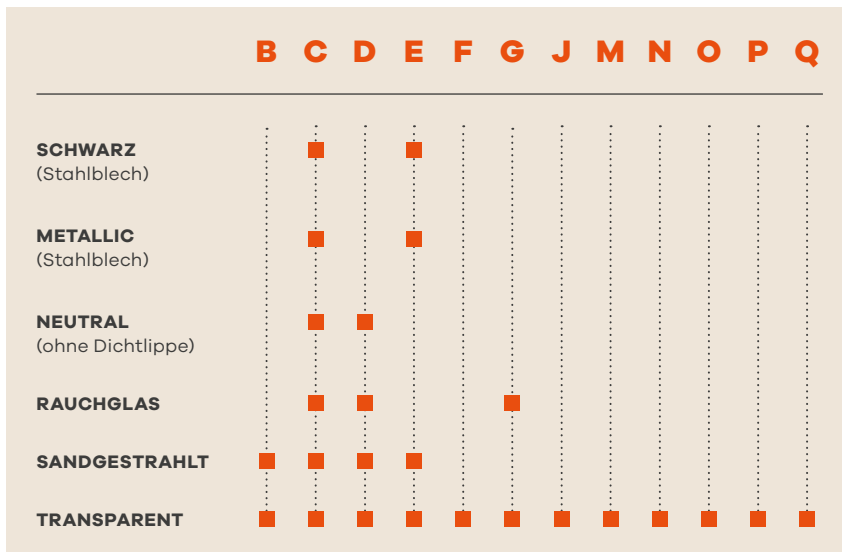 B C D E F G J M N O P Q
SCHWARZ
(Stahlblech)
METALLIC
(Stahlblech)
NEUTRAL
(ohne Dichtlippe)
RAUCHGLAS
SANDGESTRAHLT
TRANSPARENT